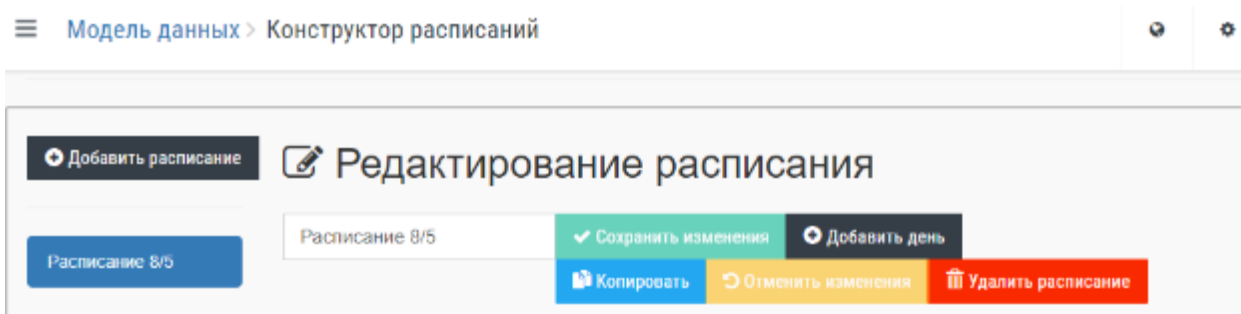 Модель данных > Конструктор расписаний
Добавить расписание
Редактирование расписания
Расписание 8/5
Сохранить изменения
Добавить день
Расписание 8/5
Копировать
Отменить изменения
Удалить расписание